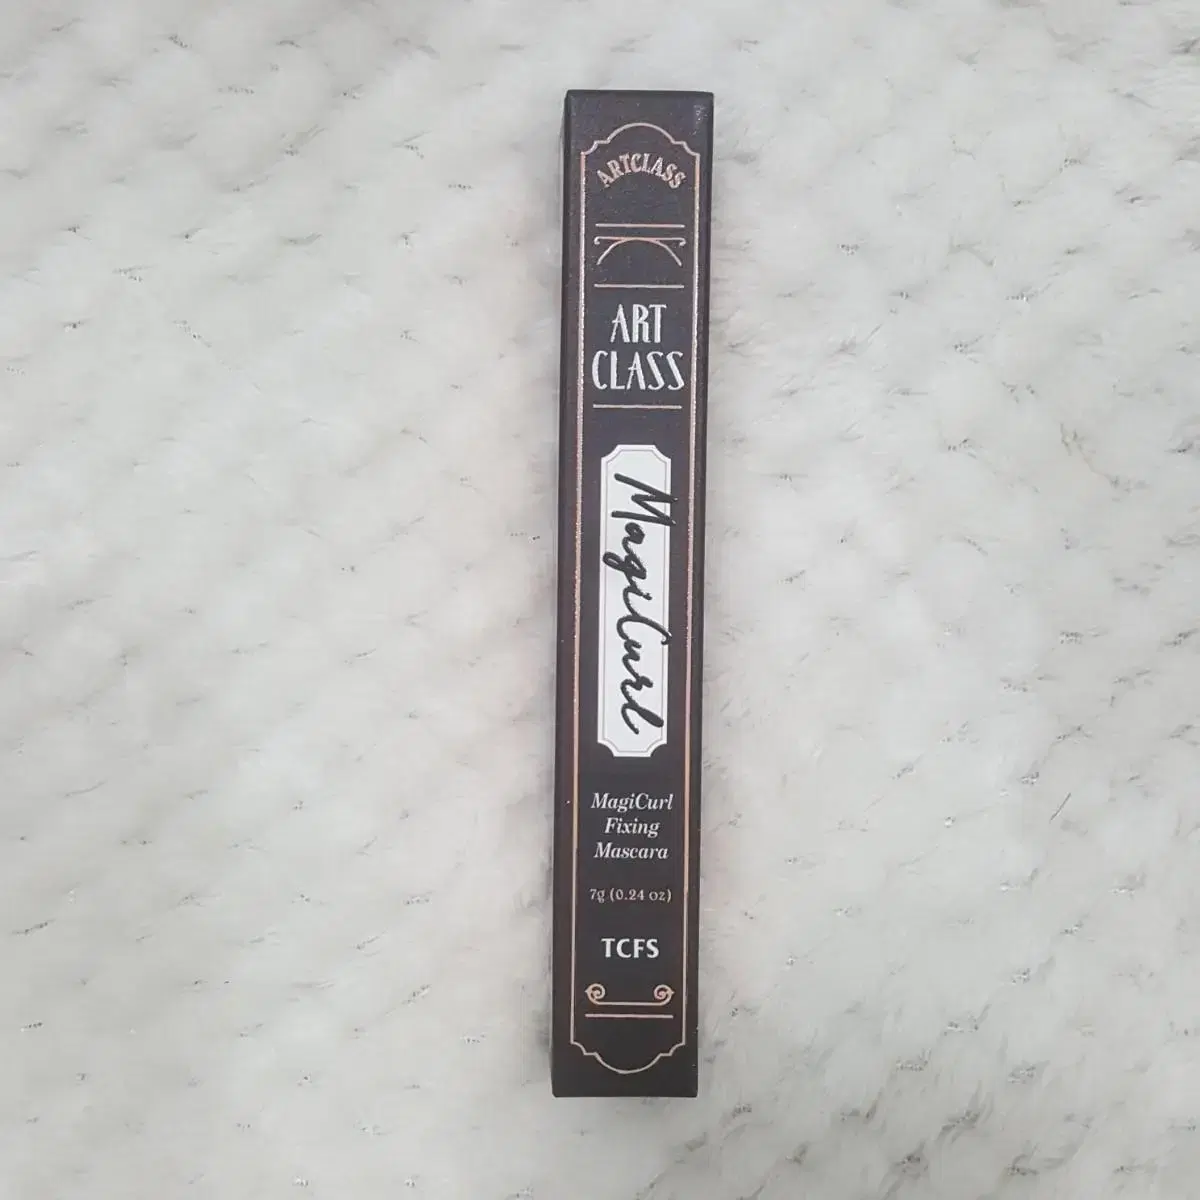 ARTCLASS
ART
CLASS
MagiCurl
MagiCurl
Fixing
Mascara
7g (0.24 oz)
TCFS